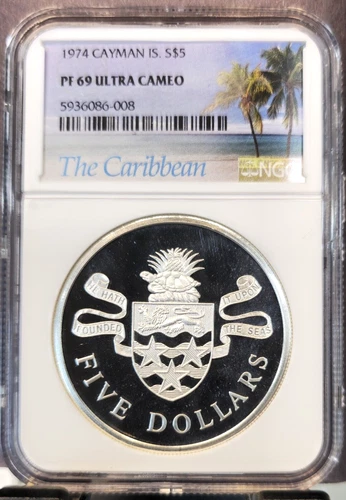 1974 CAYMAN IS. S$5
PF 69 ULTRA CAMEO
5936086-008
The Caribbean
NGC
HE HATH
FOUNDED
IT UPON
THE SEAS
FIVE DOLLARS